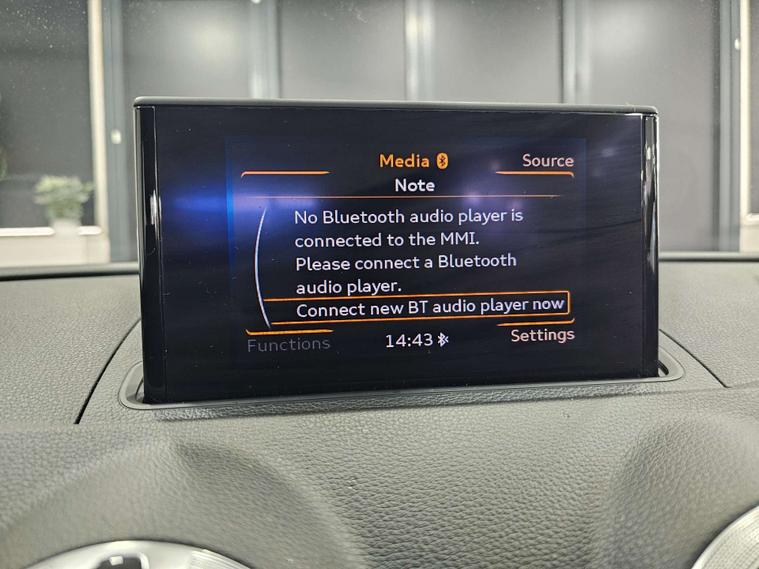 Media
Source
Note
No Bluetooth audio player is
connected to the MMI.
Please connect a Bluetooth
audio player.
Connect new BT audio player now
Functions
14:43
Settings